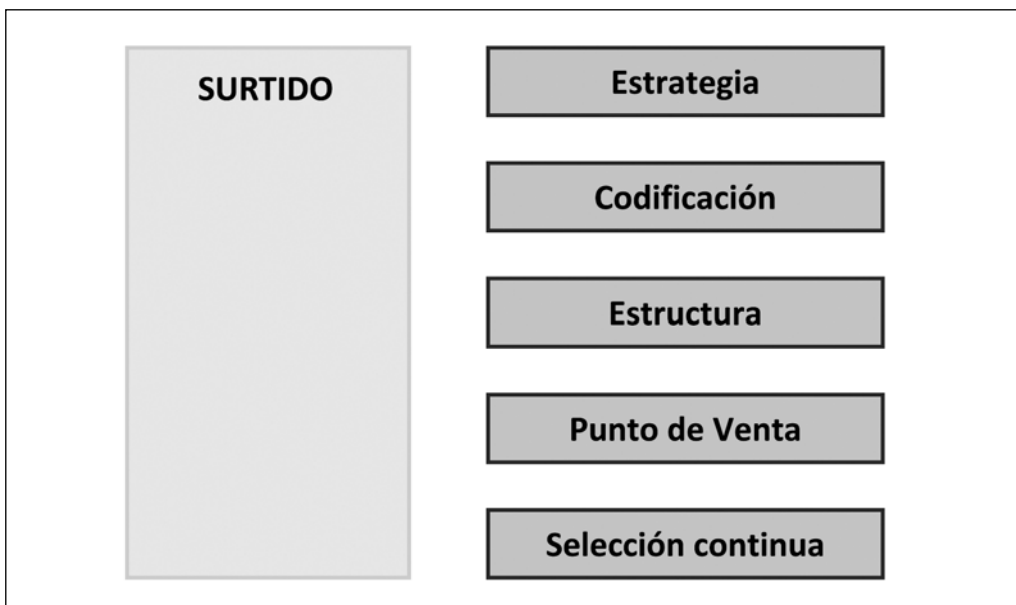 SURTIDO
Estrategia
Codificación
Estructura
Punto de Venta
Selección continua